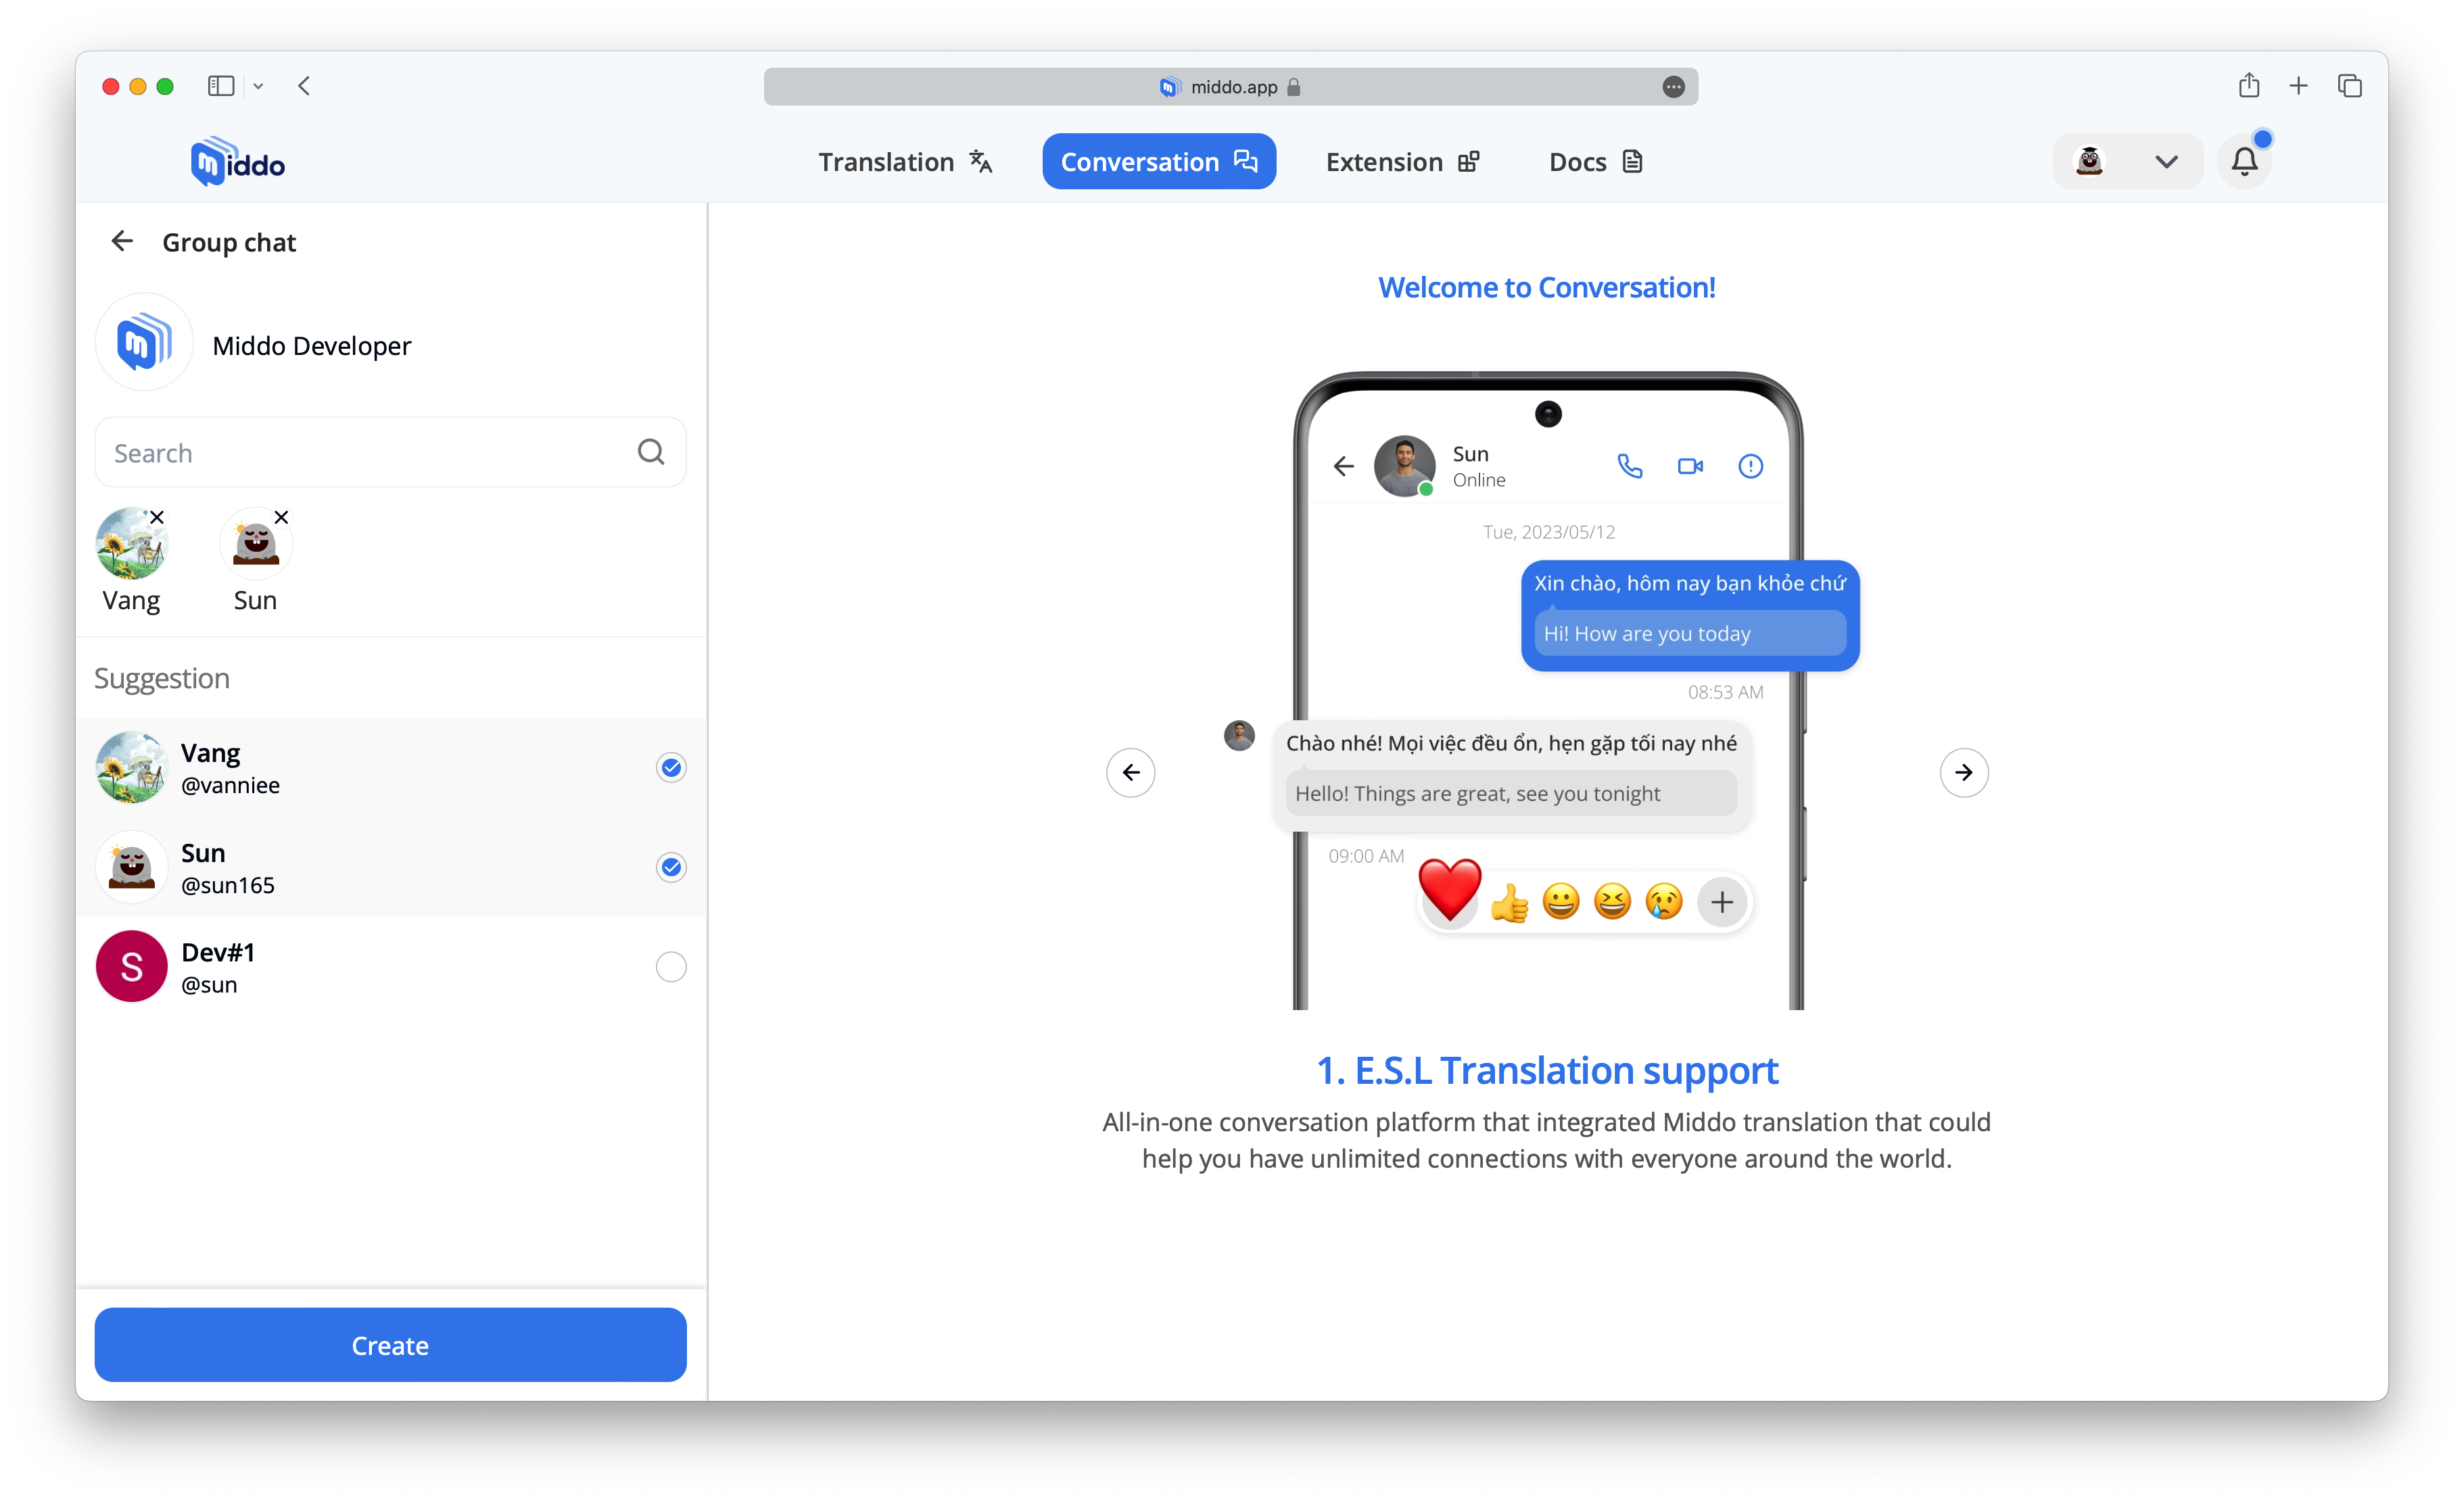 middo.app
middo
Translation
Conversation
Extension
Docs
Group chat
Middo Developer
Search
Vang
Sun
Suggestion
Vang
@vanniee
Sun
@sun165
S
Dev#1
@sun
Create
Welcome to Conversation!
Sun
Online
Tue, 2023/05/12
Xin chào, hôm nay bạn khỏe chứ
Hi! How are you today
08:53 AM
Chào nhé! Mọi việc đều ổn, hẹn gặp tối nay nhé
Hello! Things are great, see you tonight
09:00 AM
1. E.S.L Translation support
All-in-one conversation platform that integrated Middo translation that could
help you have unlimited connections with everyone around the world.